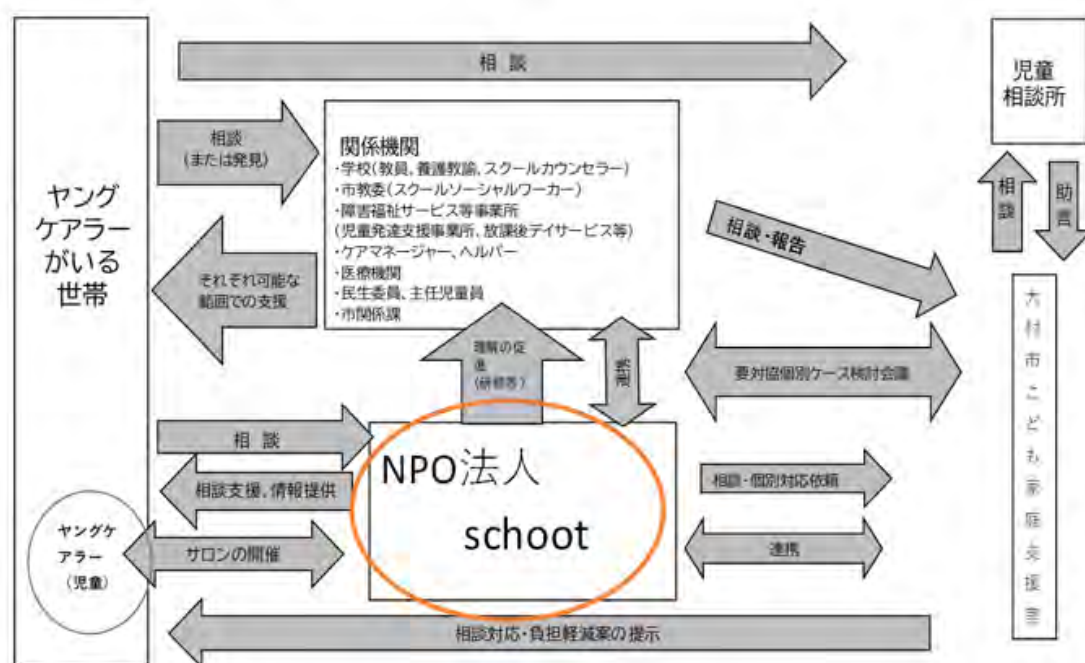 相 談
児童
相談所
相談
(または発見)
関係機関
・学校(教員、養護教諭、スクールカウンセラー)
・市教委(スクールソーシャルワーカー)
・障害福祉サービス等事業所
(児童発達支援事業所、放課後デイサービス等)
・ケアマネージャー、ヘルパー
・医療機関
・民生委員、主任児童員
・市関係課
相談
助言
ヤング
ケアラー
がいる
世帯
それぞれ可能な
範囲での支援
相談・報告
理解の促
進
(研修等)
連携
要対協個別ケース検討会議
大村市こども家庭支援
相 談
相談支援、情報提供
NPO法人
schoot
相談・個別対応依頼
連携
ヤングケ
アラー
(児童)
サロンの開催
相談対応・負担軽減案の提示